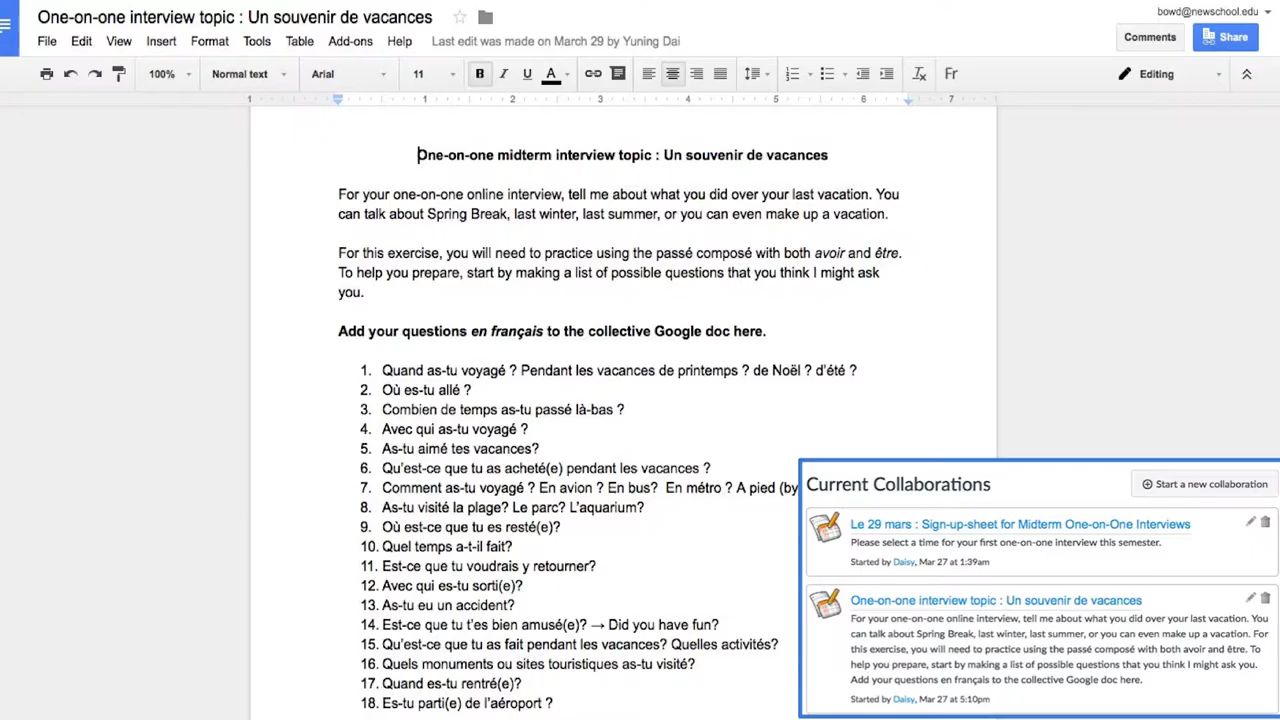 One-on-one interview topic : Un souvenir de vacances
bowd@newschool.edu
File Edit View Insert Format Tools Table Add-ons Help Last edit was made on March 29 by Yuning Dai
Comments Share
100% Normal text Arial 11 B I U A Fr Editing
1 1 2 3 4 5 6 7
One-on-one midterm interview topic : Un souvenir de vacances
For your one-on-one online interview, tell me about what you did over your last vacation. You
can talk about Spring Break, last winter, last summer, or you can even make up a vacation.
For this exercise, you will need to practice using the passé composé with both avoir and être.
To help you prepare, start by making a list of possible questions that you think I might ask
you.
Add your questions en français to the collective Google doc here.
1. Quand as-tu voyagé ? Pendant les vacances de printemps ? de Noël ? d'été ?
2. Où es-tu allé ?
3. Combien de temps as-tu passé là-bas ?
4. Avec qui as-tu voyagé ?
5. As-tu aimé tes vacances?
6. Qu'est-ce que tu as acheté(e) pendant les vacances ?
7. Comment as-tu voyagé ? En avion ? En bus? En métro ? A pied (by
8. As-tu visité la plage? Le parc? L'aquarium?
9. Où est-ce que tu es resté(e)?
10. Quel temps a-t-il fait?
11. Est-ce que tu voudrais y retourner?
12. Avec qui es-tu sorti(e)?
13. As-tu eu un accident?
14. Est-ce que tu t'es bien amusé(e)? → Did you have fun?
15. Qu'est-ce que tu as fait pendant les vacances? Quelles activités?
16. Quels monuments ou sites touristiques as-tu visité?
17. Quand es-tu rentré(e)?
18. Es-tu parti(e) de l'aéroport ?
Current Collaborations
Start a new collaboration
Le 29 mars : Sign-up-sheet for Midterm One-on-One Interviews
Please select a time for your first one-on-one interview this semester.
Started by Daisy, Mar 27 at 1:39am
One-on-one interview topic : Un souvenir de vacances
For your one-on-one online interview, tell me about what you did over your last vacation. You
can talk about Spring Break, last winter, last summer, or you can even make up a vacation. For
this exercise, you will need to practice using the passé composé with both avoir and être. To
help you prepare, start by making a list of possible questions that you think I might ask you.
Add your questions en français to the collective Google doc here.
Started by Daisy, Mar 27 at 5:10pm